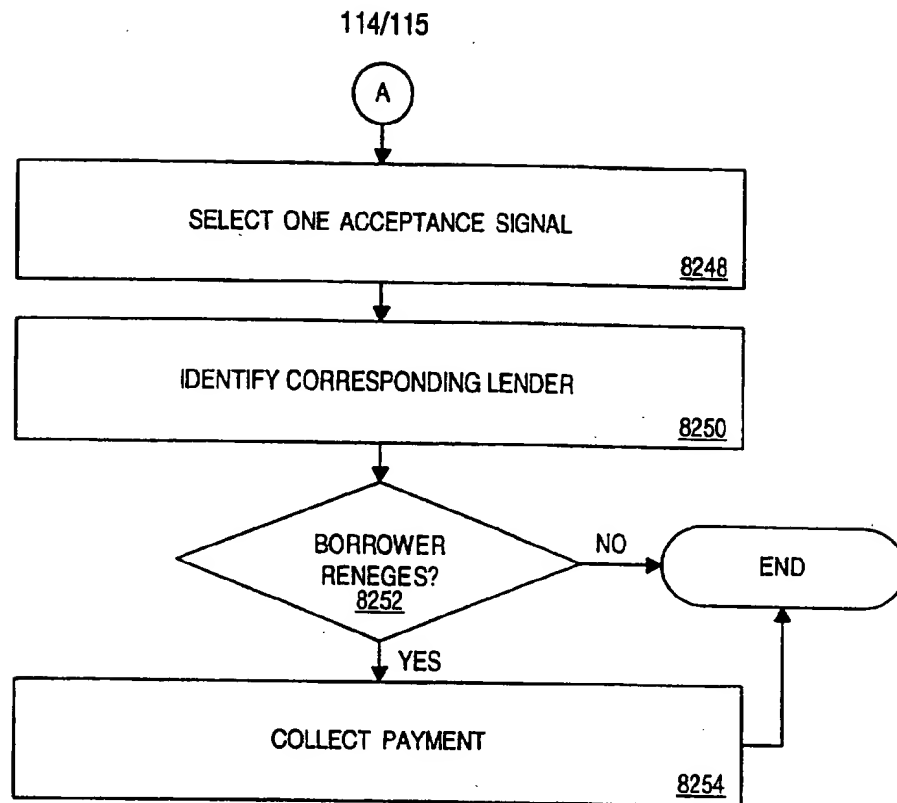 114/115
A
SELECT ONE ACCEPTANCE SIGNAL
8248
IDENTIFY CORRESPONDING LENDER
8250
BORROWER
RENEGES?
8252
NO
END
YES
COLLECT PAYMENT
8254